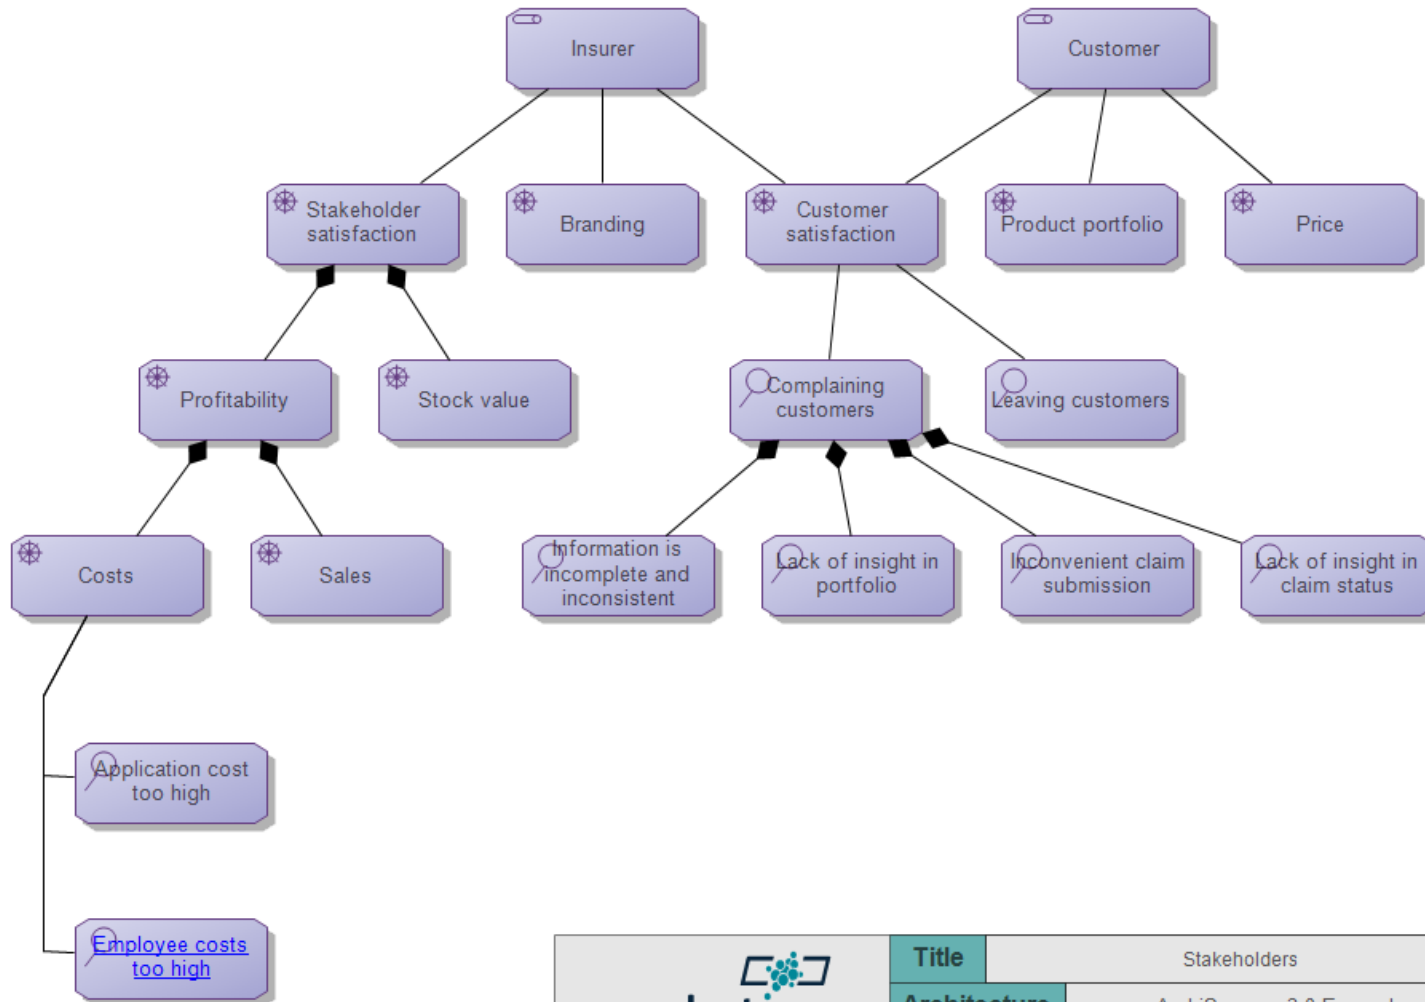 Insurer
Customer
Stakeholder
satisfaction
Branding
Customer
satisfaction
Product portfolio
Price
Profitability
Stock value
Complaining
customers
Leaving customers
Costs
Sales
Information is
incomplete and
inconsistent
Lack of insight in
portfolio
Inconvenient claim
submission
Lack of insight in
claim status
Application cost
too high
Employee costs
too high
Title
Stakeholders
Architecture